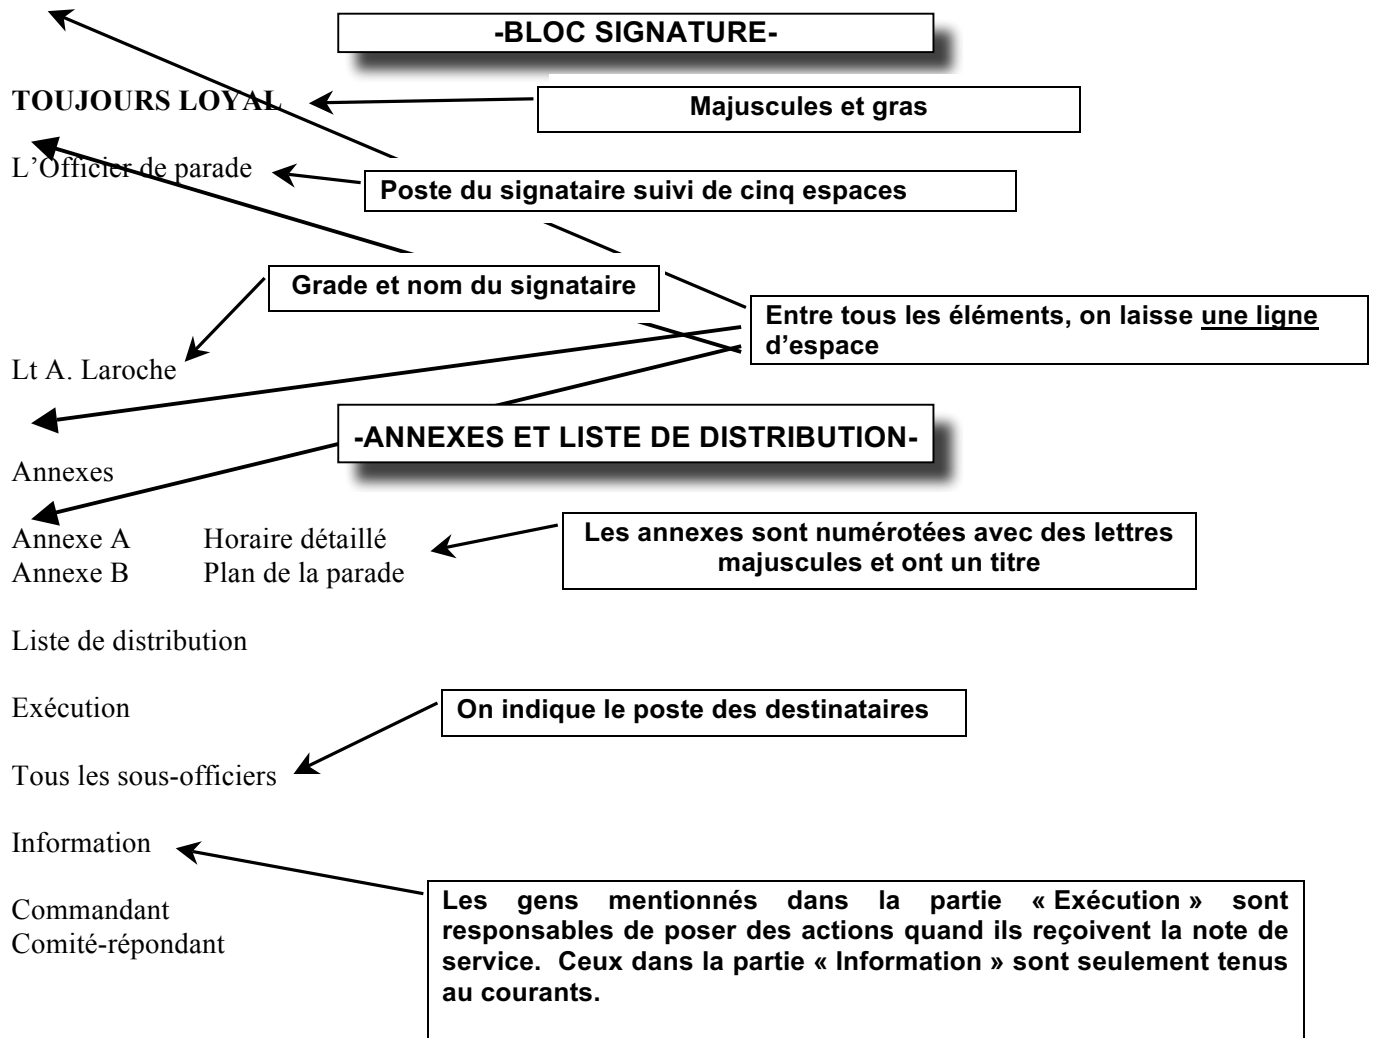 -BLOC SIGNATURE-
TOUJOURS LOYAL
Majuscules et gras
L’Officier de parade
Poste du signataire suivi de cinq espaces
Grade et nom du signataire
Entre tous les éléments, on laisse une ligne
d’espace
Lt A. Laroche
-ANNEXES ET LISTE DE DISTRIBUTION-
Annexes
Annexe A Horaire détaillé
Annexe B Plan de la parade
Les annexes sont numérotées avec des lettres
majuscules et ont un titre
Liste de distribution
Exécution
On indique le poste des destinataires
Tous les sous-officiers
Information
Commandant
Comité-répondant
Les gens mentionnés dans la partie « Exécution » sont
responsables de poser des actions quand ils reçoivent la note de
service. Ceux dans la partie « Information » sont seulement tenus
au courants.